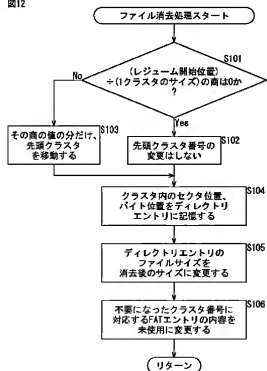 図12
ファイル消去処理スタート
S101
(レジューム開始位置)
÷(1クラスタのサイズ)の商は0か
?
No
Yes
S103
その商の値の分だけ、
先頭クラスタ
を移動する
S102
先頭クラスタ番号の
変更はしない
S104
クラスタ内のセクタ位置、
バイト位置をディレクトリ
エントリに記憶する
S105
ディレクトリエントリの
ファイルサイズを
消去後のサイズに変更する
S106
不要になったクラスタ番号に
対応するFATエントリの内容を
未使用に変更する
リターン